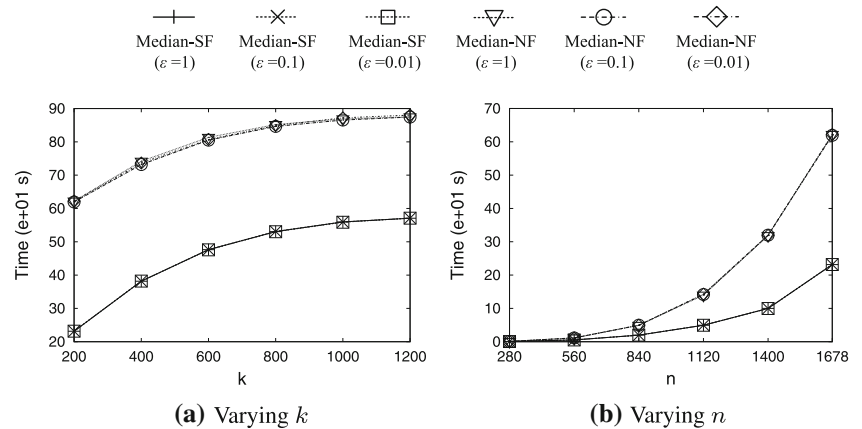 Median-SF Median-SF Median-SF Median-NF Median-NF Median-NF
(ε=1) (ε=0.1) (ε=0.01) (ε=1) (ε=0.1) (ε=0.01)
90
80
70
60
50
40
30
20
Time (e+01 s)
200 400 600 800 1000 1200
k
(a) Varying k
70
60
50
40
30
20
10
0
Time (e+01 s)
280 560 840 1120 1400 1678
n
(b) Varying n